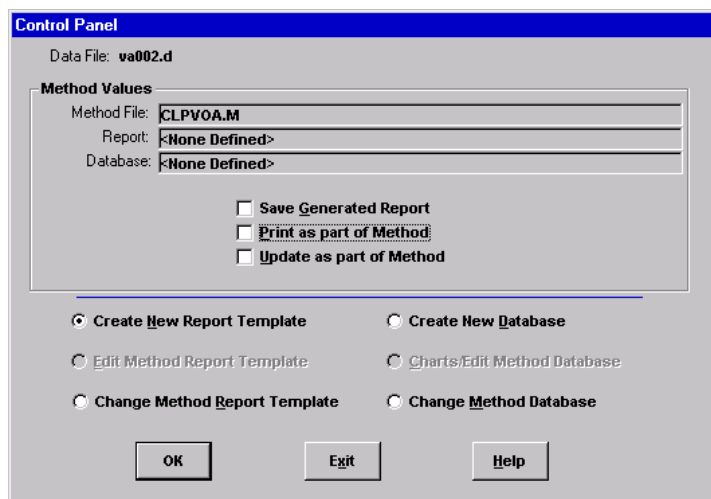 Control Panel
Data File: va002.d
Method Values
Method File: CLPVOA.M
Report: <None Defined>
Database: <None Defined>
Save Generated Report
Print as part of Method
Update as part of Method
Create New Report Template Create New Database
Edit Method Report Template Charts/Edit Method Database
Change Method Report Template Change Method Database
OK Exit Help